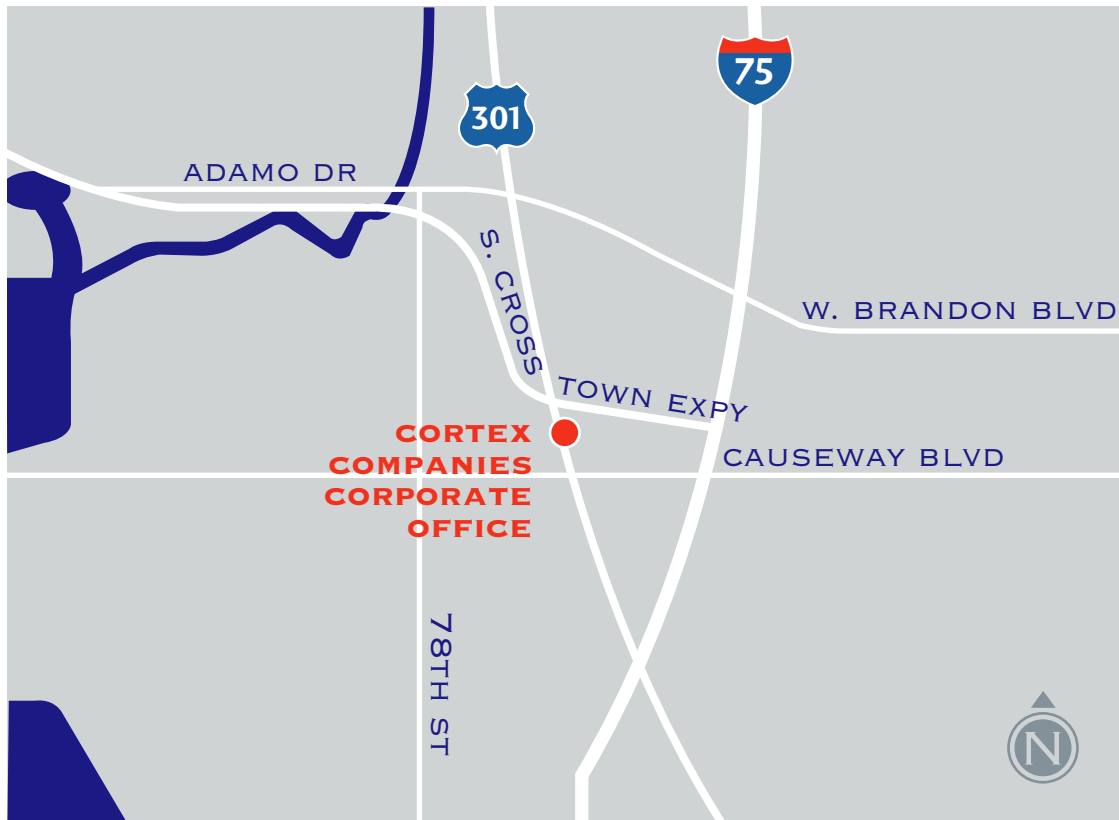 75
301
ADAMO DR
S. CROSS
TOWN EXPY
W. BRANDON BLVD
CORTEX
COMPANIES
CORPORATE
OFFICE
CAUSEWAY BLVD
78TH ST
N